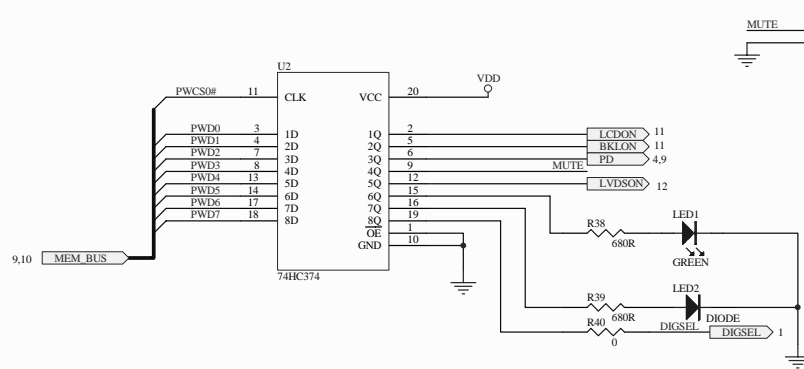 MUTE
U2
PWCS0# 11 CLK VCC 20 VDD
PWD0 3 1D 1Q 2 LCDON 11
PWD1 4 2D 2Q 5 BKLON 11
PWD2 7 3D 3Q 6 PD 4,9
PWD3 8 4D 4Q 9 MUTE
PWD4 13 5D 5Q 12 LVDSON 12
PWD5 14 6D 6Q 15
PWD6 17 7D 7Q 16
PWD7 18 8D 8Q 19
OE 1
GND 10
R38 LED1
680R
GREEN
9,10 MEM_BUS
74HC374
LED2
R39
680R DIODE
R40 DIGSEL DIGSEL 1
0